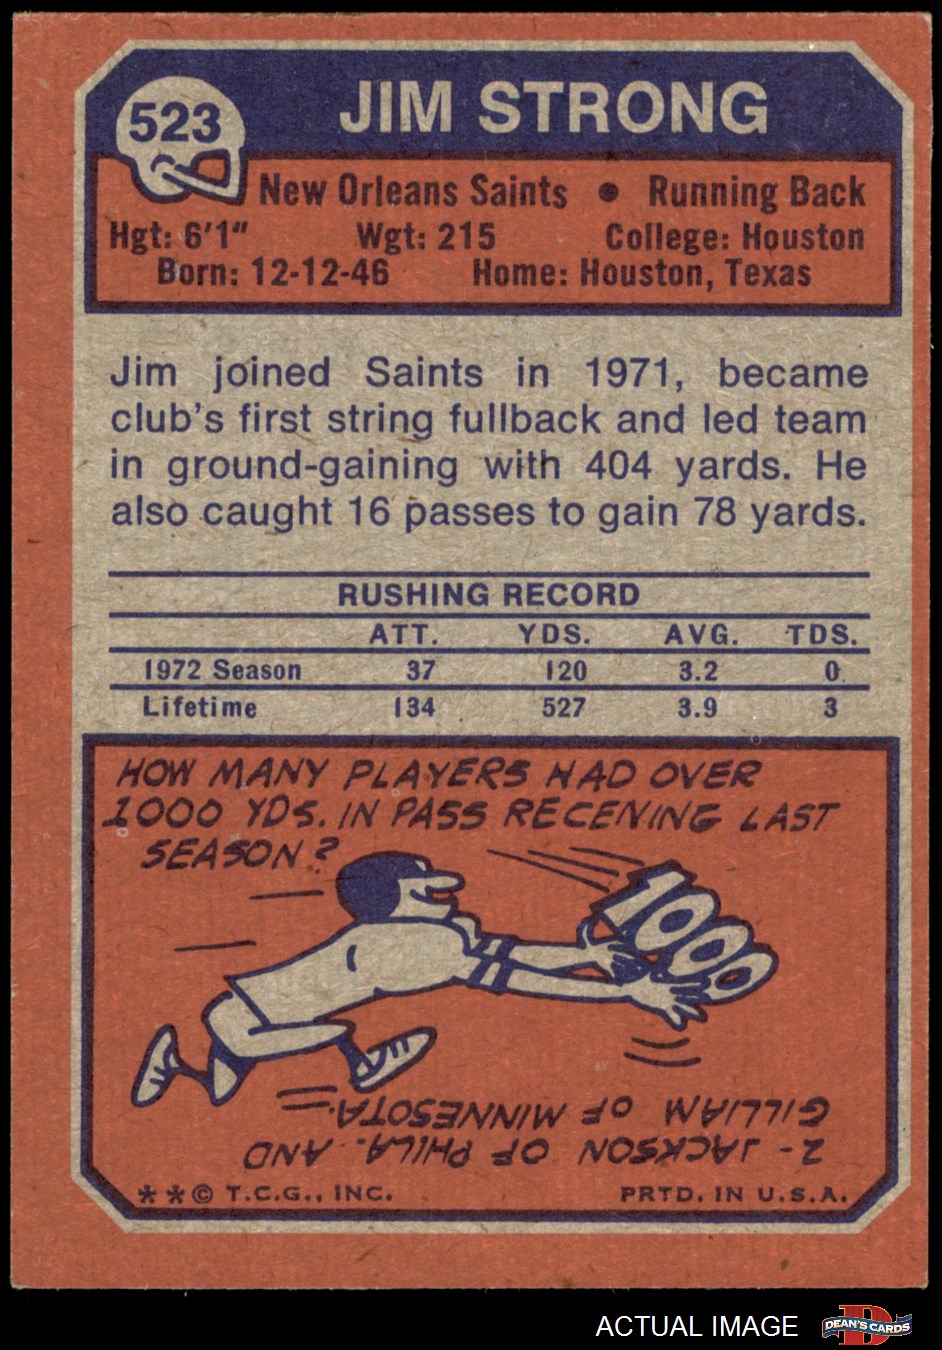 523
JIM STRONG
New Orleans Saints • Running Back
Hgt: 6'1" Wgt: 215 College: Houston
Born: 12-12-46 Home: Houston, Texas
Jim joined Saints in 1971, became
club's first string fullback and led team
in ground-gaining with 404 yards. He
also caught 16 passes to gain 78 yards.
RUSHING RECORD
ATT. YDS. AVG. TDS.
1972 Season 37 120 3.2 0
Lifetime 134 527 3.9 3
HOW MANY PLAYERS HAD OVER
1000 YDS. IN PASS RECEIVING LAST
SEASON?
1000
2- JACKSON OF PHILA. AND
GILLIAM OF MINNESOTA.
**© T.C.G., INC. PRTD. IN U.S.A.
ACTUAL IMAGE D DEAN'S CARDS